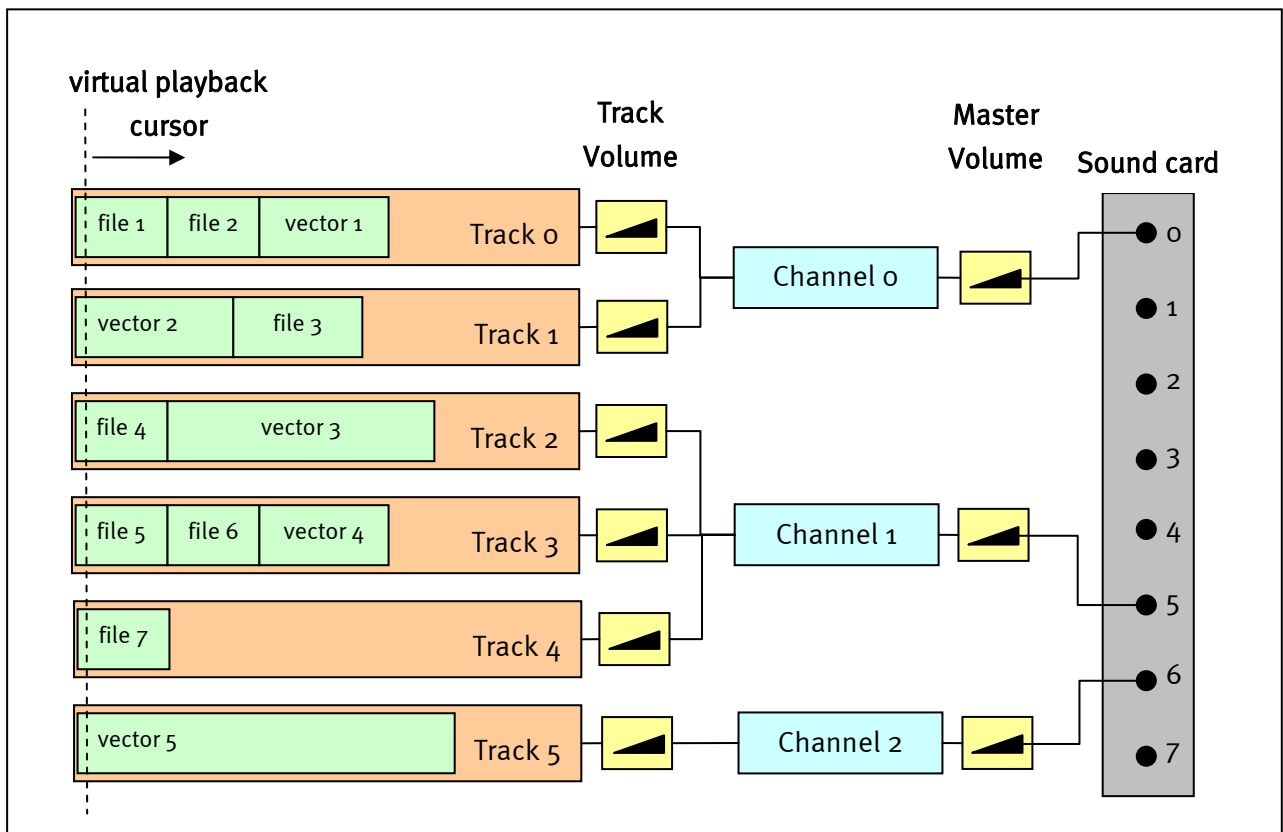 virtual playback
cursor
Track
Volume
Master
Volume
Sound card
file 1
file 2
vector 1
Track 0
Channel 0
0
1
vector 2
file 3
Track 1
2
file 4
vector 3
Track 2
3
file 5
file 6
vector 4
Track 3
Channel 1
4
5
file 7
Track 4
6
vector 5
Track 5
Channel 2
7